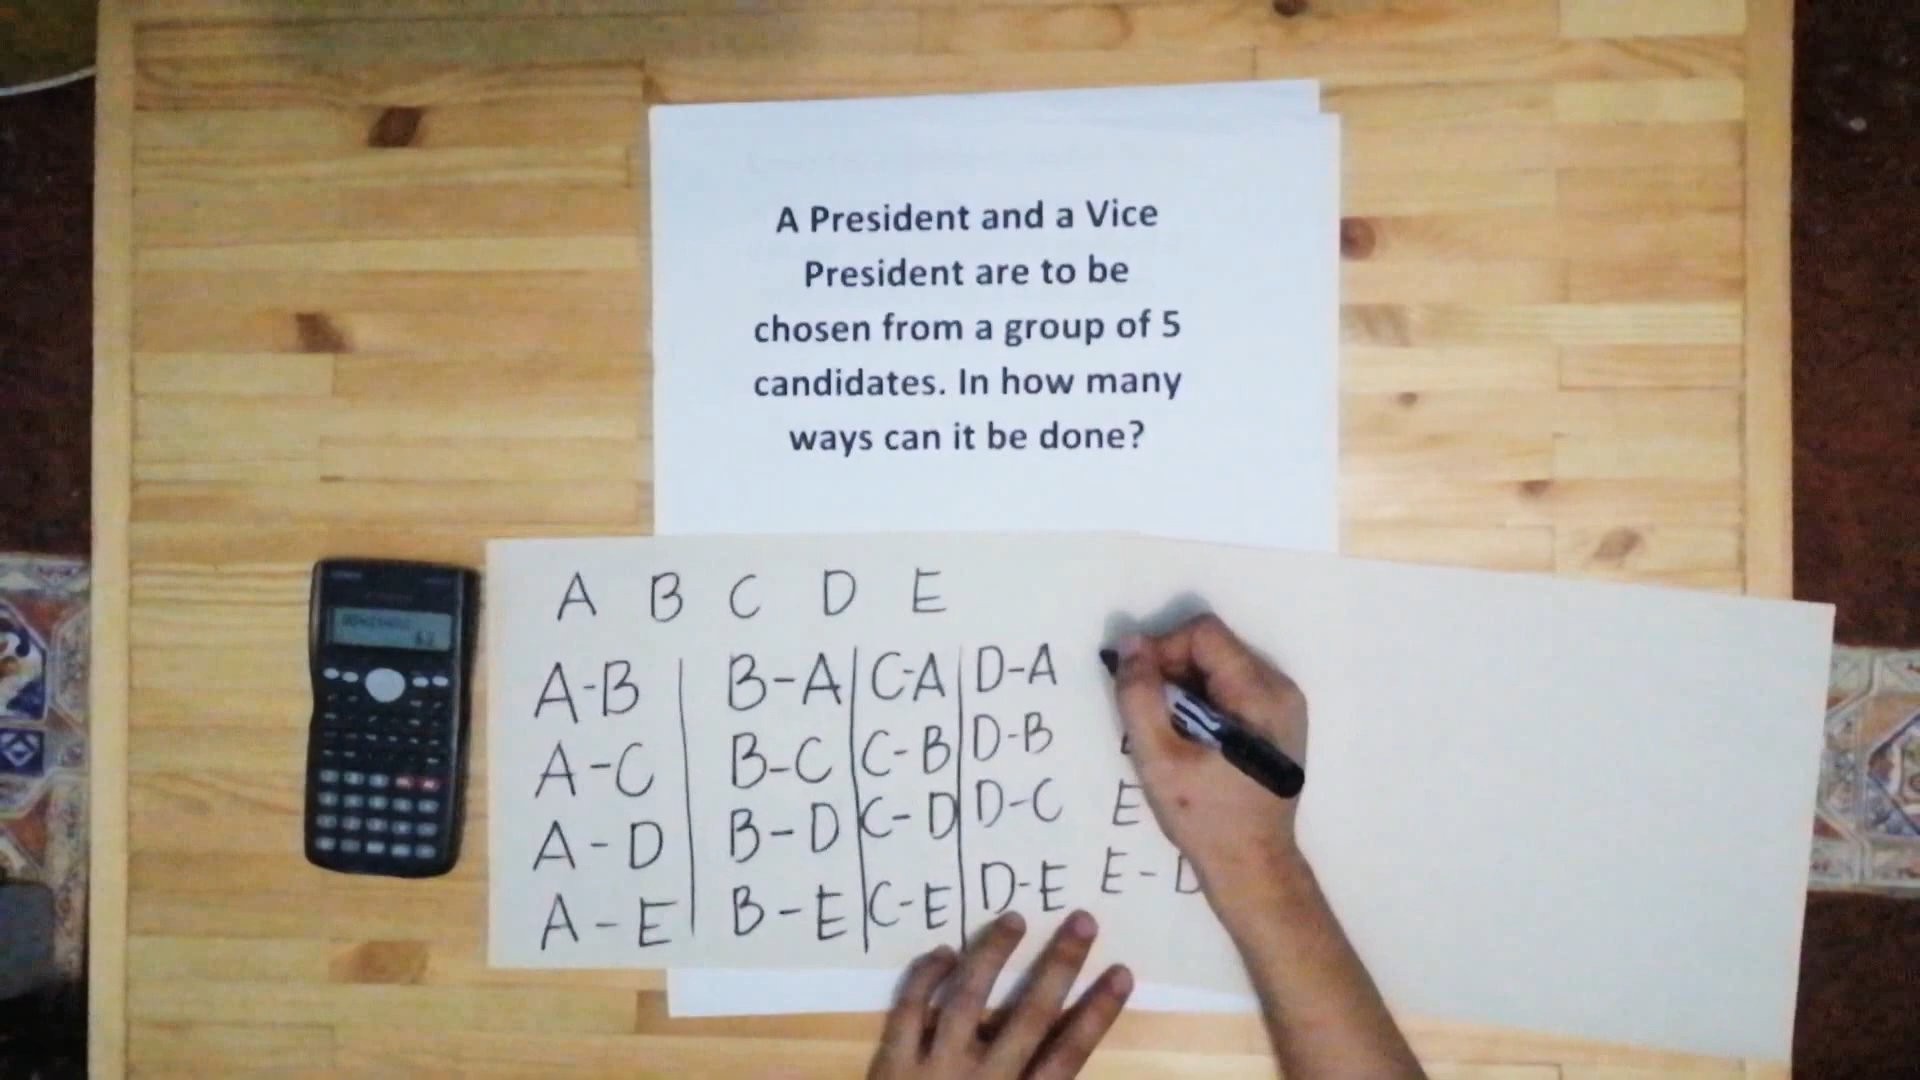 A President and a Vice
President are to be
chosen from a group of 5
candidates. In how many
ways can it be done?
A B C D E
A-B B-A C-A D-A
A-C B-C C-B D-B
A-D B-D C-D D-C E
A-E B-E C-E D-E E-D